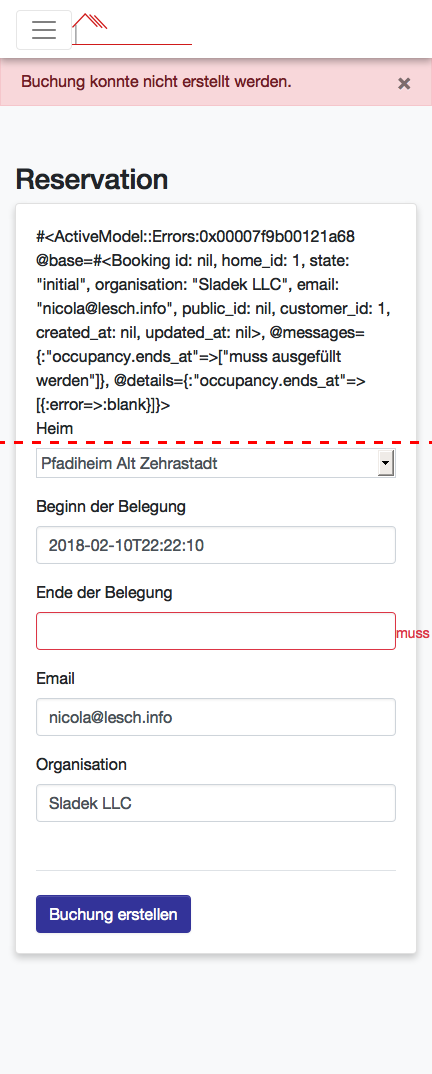 Buchung konnte nicht erstellt werden.
×
Reservation
#<ActiveModel::Errors:0x00007f9b00121a68
@base=#<Booking id: nil, home_id: 1, state:
"initial", organisation: "Sladek LLC", email:
"nicola@lesch.info", public_id: nil, customer_id: 1,
created_at: nil, updated_at: nil>, @messages=
{:"occupancy.ends_at"=>["muss ausgefüllt
werden"]}, @details={:"occupancy.ends_at"=>
[{:error=>:blank}]}>
Heim
Pfadiheim Alt Zehrastadt
Beginn der Belegung
2018-02-10T22:22:10
Ende der Belegung
muss
Email
nicola@lesch.info
Organisation
Sladek LLC
Buchung erstellen